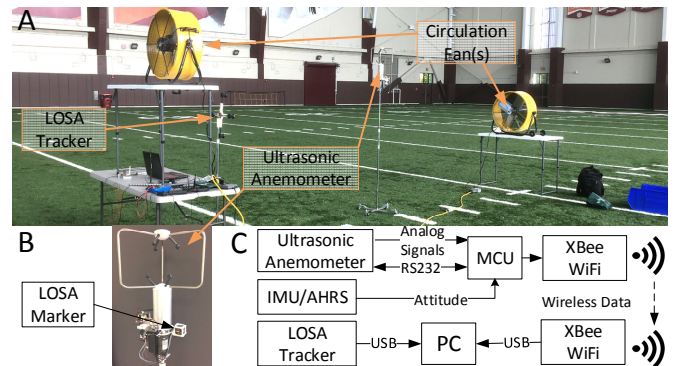 A
Circulation
Fan(s)
LOSA
Tracker
Ultrasonic
Anemometer
B
LOSA
Marker
C
Ultrasonic
Anemometer
Analog
Signals
RS232
MCU
XBee
WiFi
IMU/AHRS
Attitude
Wireless Data
LOSA
Tracker
USB
PC
USB
XBee
WiFi